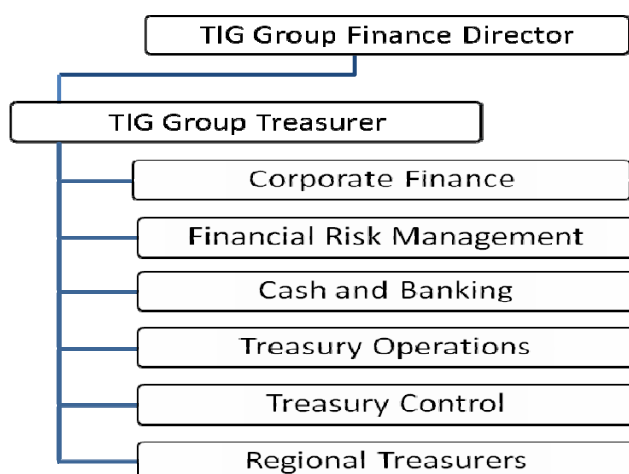 TIG Group Finance Director
TIG Group Treasurer
Corporate Finance
Financial Risk Management
Cash and Banking
Treasury Operations
Treasury Control
Regional Treasurers